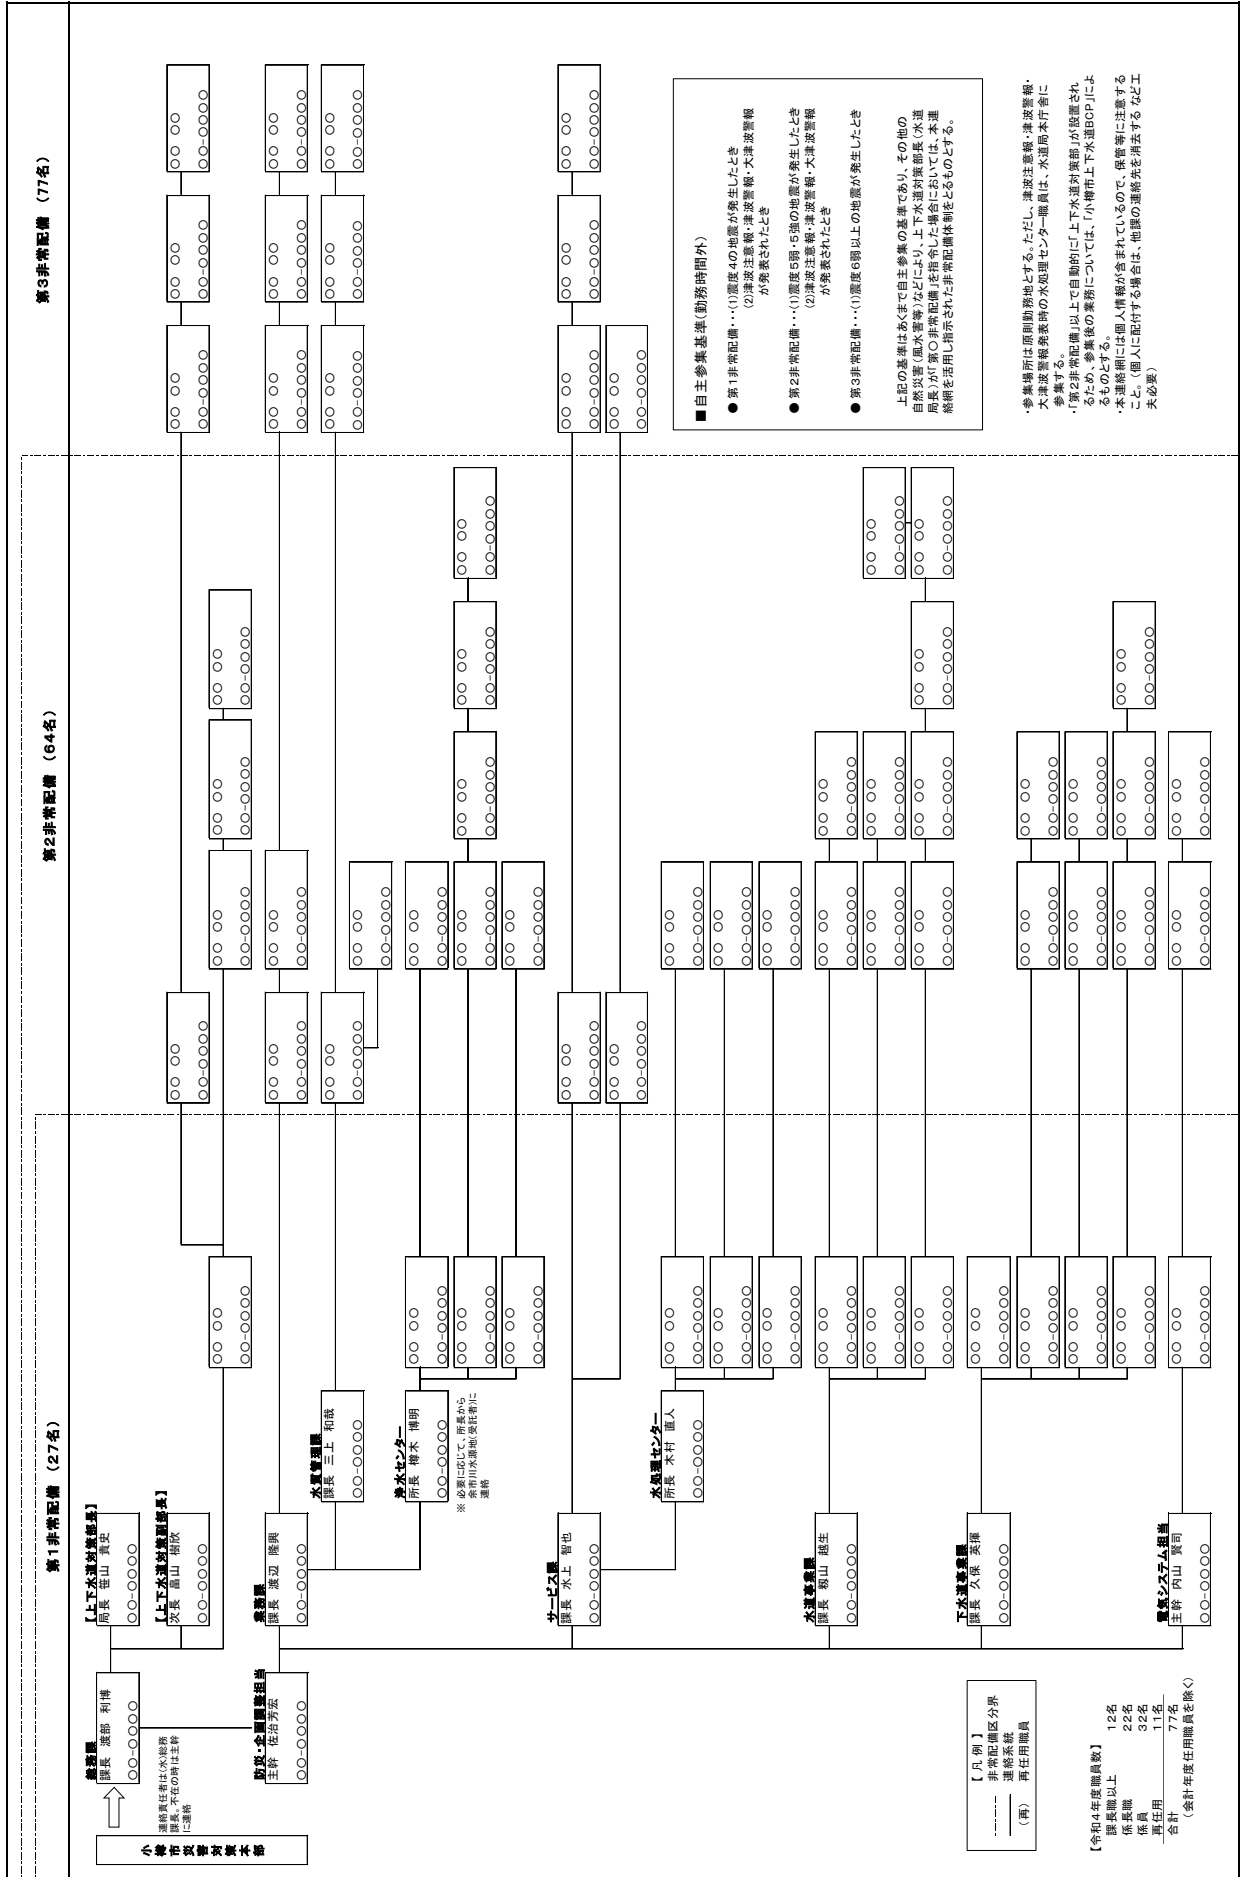 第1非常配備 (27名)
第2非常配備 (64名)
第3非常配備 (77名)
小樽市災害対策本部
総務課
課長 渡部 利博
○○-○○○○
連絡責任者は(水)総務
課長。不在の時は主幹
に連絡
防災・企画調整担当
主幹 佐治芳宏
○○-○○○○
【上下水道対策部長】
局長 笹山 貴史
○○-○○○○
【上下水道対策副部長】
次長 畠山 樹欣
○○-○○○○
業務課
課長 渡辺 隆興
○○-○○○○
水質管理課
課長 三上 和哉
○○-○○○○
浄水センター
所長 樽木 博明
○○-○○○○
※ 必要に応じて、所長から
余市川水源地(受託者)に
連絡
サービス課
課長 水上 智也
○○-○○○○
水処理センター
所長 木村 直人
○○-○○○○
水道事業課
課長 籾山 越生
○○-○○○○
下水道事業課
課長 久保 英揮
○○-○○○○
電気システム担当
主幹 内山 賢司
○○-○○○○
■自主参集基準(勤務時間外)
● 第1非常配備・・・(1)震度4の地震が発生したとき
(2)津波注意報・津波警報・大津波警報
が発表されたとき
● 第2非常配備・・・(1)震度5弱・5強の地震が発生したとき
(2)津波注意報・津波警報・大津波警報
が発表されたとき
● 第3非常配備・・・(1)震度6弱以上の地震が発生したとき
上記の基準はあくまで自主参集の基準であり、その他の
自然災害(風水害等)などにより、上下水道対策部長(水道
局長)が「第○非常配備」を指令した場合においては、本連
絡網を活用し指示された非常配備体制をとるものとする。
・参集場所は原則勤務地とする。ただし、津波注意報・津波警報・
大津波警報発表時の水処理センター職員は、水道局本庁舎に
参集する。
・「第2非常配備」以上で自動的に「上下水道対策部」が設置され
るため、参集後の業務については、「小樽市上下水道BCP」によ
るものとする。
・本連絡網には個人情報が含まれているので、保管等に注意する
こと。(個人に配付する場合は、他課の連絡先を消去するなど工
夫必要)
【 凡 例 】
非常配備区分界
連絡系統
(再) 再任用職員
【令和4年度職員数】
課長職以上 12名
係長職 22名
係員 32名
再任用 11名
合計 77名
(会計年度任用職員を除く)